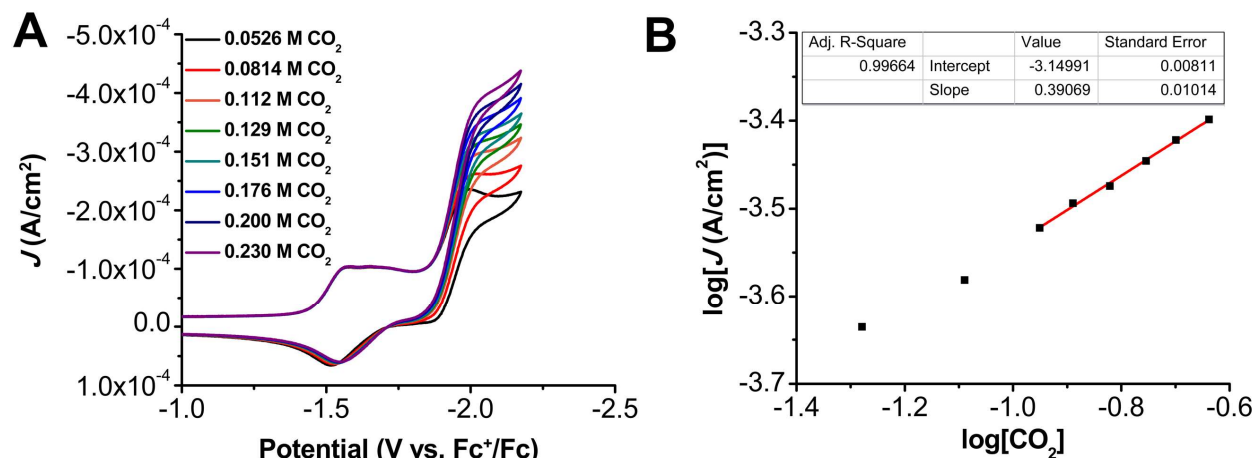 A
-5.0x10⁻⁴
-4.0x10⁻⁴
-3.0x10⁻⁴
-2.0x10⁻⁴
-1.0x10⁻⁴
0.0
1.0x10⁻⁴
J (A/cm²)
0.0526 M CO₂
0.0814 M CO₂
0.112 M CO₂
0.129 M CO₂
0.151 M CO₂
0.176 M CO₂
0.200 M CO₂
0.230 M CO₂
-1.0 -1.5 -2.0 -2.5
Potential (V vs. Fc⁺/Fc)
B
-3.3
-3.4
-3.5
-3.6
-3.7
log[J (A/cm²)]
Adj. R-Square Value Standard Error
0.99664 Intercept -3.14991 0.00811
Slope 0.39069 0.01014
-1.4 -1.2 -1.0 -0.8 -0.6
log[CO₂]